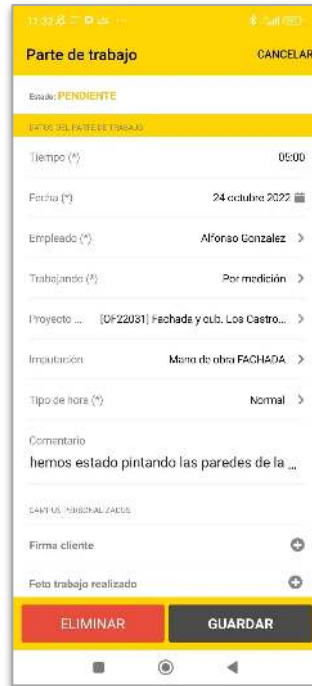 11:32
Parte de trabajo CANCELAR
Estado: PENDIENTE
DATOS DEL PARTE DE TRABAJO
Tiempo (*) 05:00
Fecha (*) 24 octubre 2022
Empleado (*) Alfonso Gonzalez
Trabajando (*) Por medición
Proyecto ... [OF22031] Fachada y cub. Los Castro...
Imputación Mano de obra FACHADA
Tipo de hora (*) Normal
Comentario
hemos estado pintando las paredes de la ...
CAMPOS PERSONALIZADOS
Firma cliente
Foto trabajo realizado
ELIMINAR GUARDAR